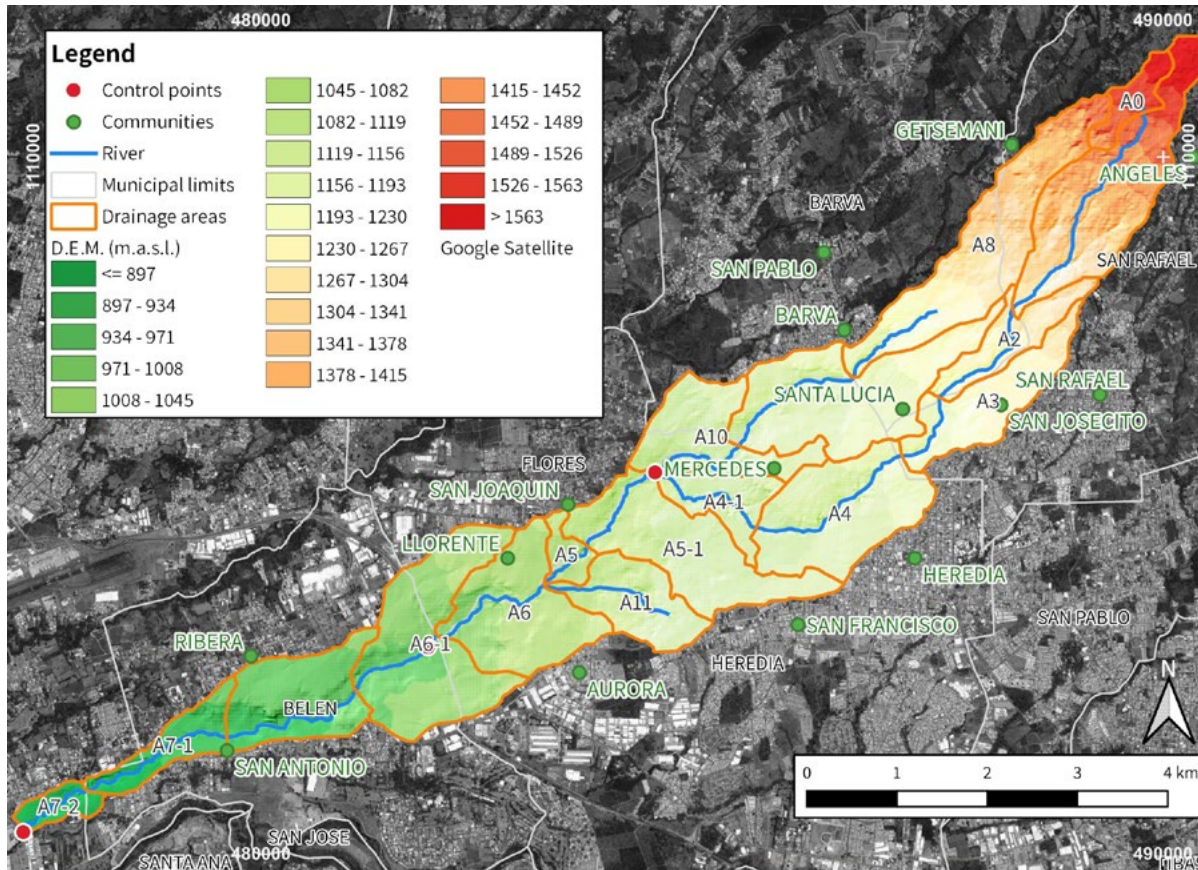 480000
490000
Legend
Control points
Communities
River
Municipal limits
Drainage areas
D.E.M. (m.a.s.l.)
<= 897
897 - 934
934 - 971
971 - 1008
1008 - 1045
1045 - 1082
1082 - 1119
1119 - 1156
1156 - 1193
1193 - 1230
1230 - 1267
1267 - 1304
1304 - 1341
1341 - 1378
1378 - 1415
1415 - 1452
1452 - 1489
1489 - 1526
1526 - 1563
> 1563
Google Satellite
1110000
1110000
A0
GETSEMANI
ANGELES
BARVA
A8
SAN PABLO
SAN RAFAEL
BARVA
A2
SAN RAFAEL
SANTA LUCIA
A3
SAN JOSECITO
A10
FLORES
MERCEDES
SAN JOAQUIN
A4-1
A4
LLORENTE
A5
A5-1
HEREDIA
A6
A11
SAN PABLO
SAN FRANCISCO
RIBERA
A6-1
HEREDIA
AURORA
N
BELEN
A7-1
SAN ANTONIO
0 1 2 3 4 km
A7-2
SAN JOSE
SANTA ANA
480000
490000